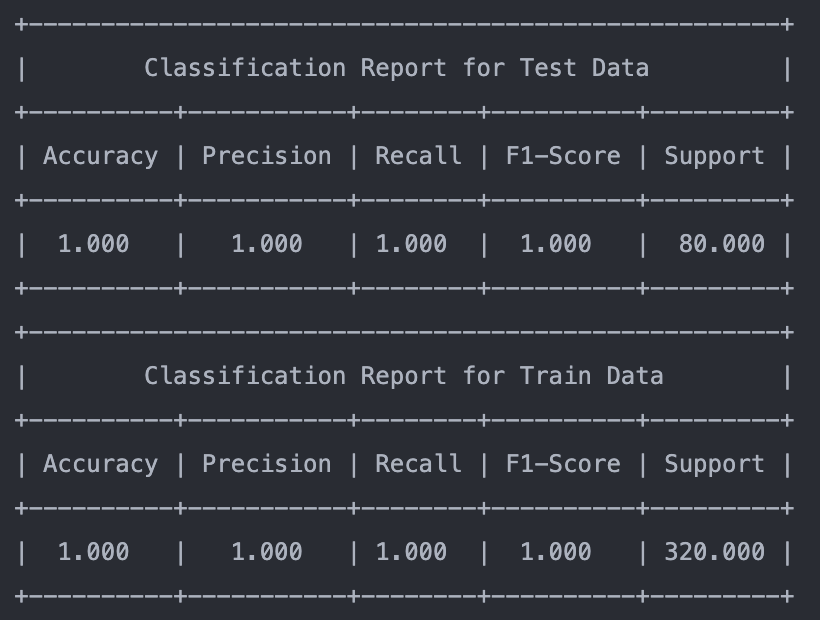 +----------------------------------------------------+
|        Classification Report for Test Data         |
+----------+-----------+--------+----------+---------+
| Accuracy | Precision | Recall | F1-Score | Support |
+----------+-----------+--------+----------+---------+
|  1.000   |   1.000   | 1.000  |  1.000   |  80.000 |
+----------+-----------+--------+----------+---------+
+----------------------------------------------------+
|        Classification Report for Train Data        |
+----------+-----------+--------+----------+---------+
| Accuracy | Precision | Recall | F1-Score | Support |
+----------+-----------+--------+----------+---------+
|  1.000   |   1.000   | 1.000  |  1.000   | 320.000 |
+----------+-----------+--------+----------+---------+